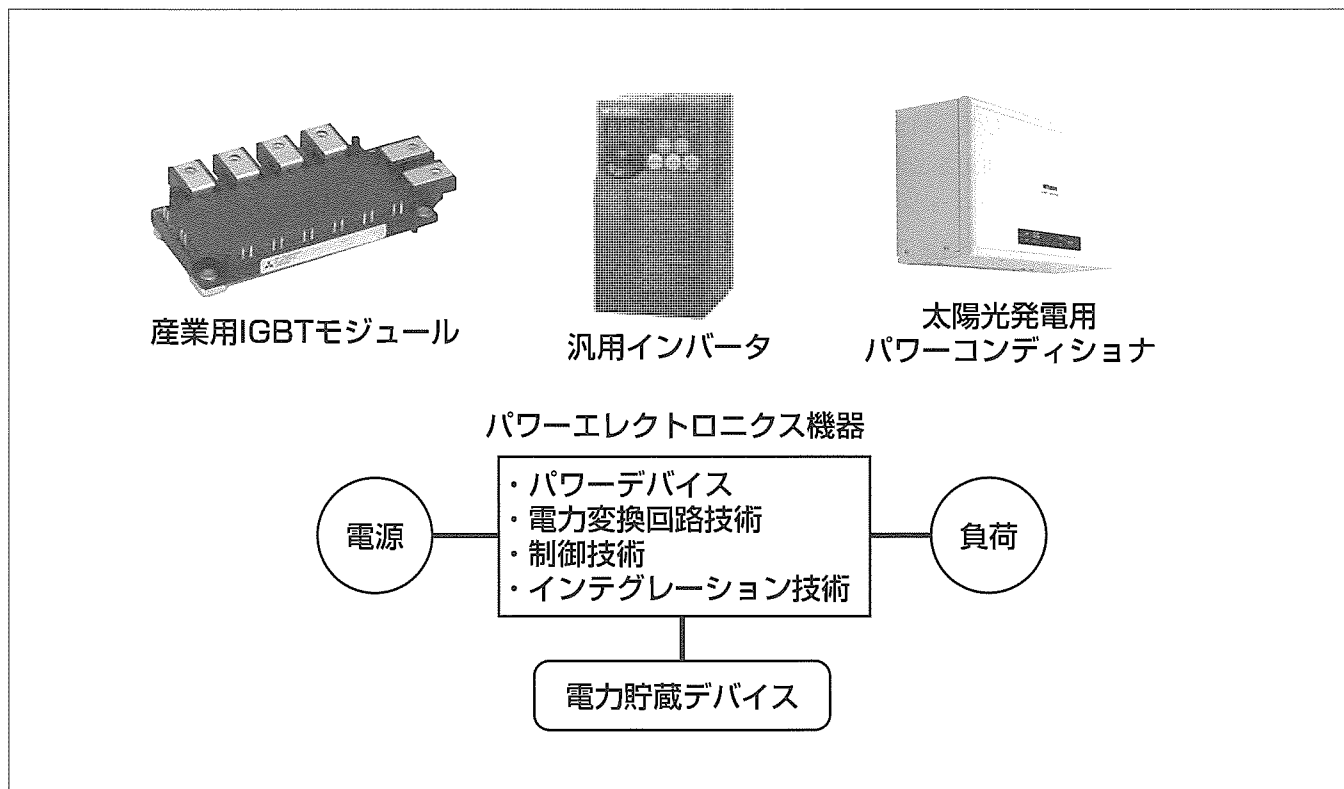 産業用IGBTモジュール
汎用インバータ
太陽光発電用
パワーコンディショナ
パワーエレクトロニクス機器
電源
・パワーデバイス
・電力変換回路技術
・制御技術
・インテグレーション技術
負荷
電力貯蔵デバイス